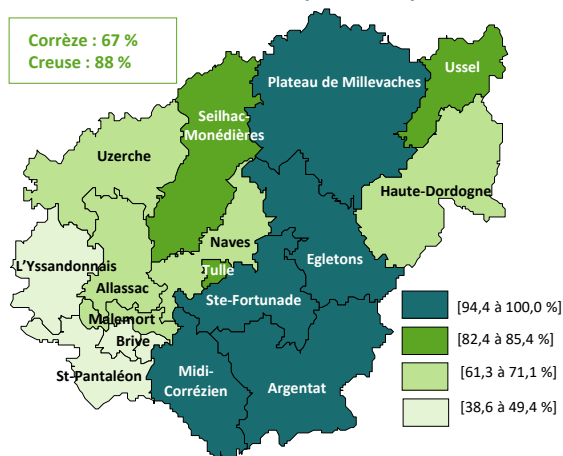 Corrèze : 67 %
Creuse : 88 %
Plateau de Millevaches
Ussel
Seilhac-
Monédières
Uzerche
Haute-Dordogne
Naves
L'Yssandonnais
Egletons
Tulle
Allassac
Ste-Fortunade
Malemort
Brive
St-Pantaléon
Midi-
Corrézien
Argentat
[94,4 à 100,0 %]
[82,4 à 85,4 %]
[61,3 à 71,1 %]
[38,6 à 49,4 %]